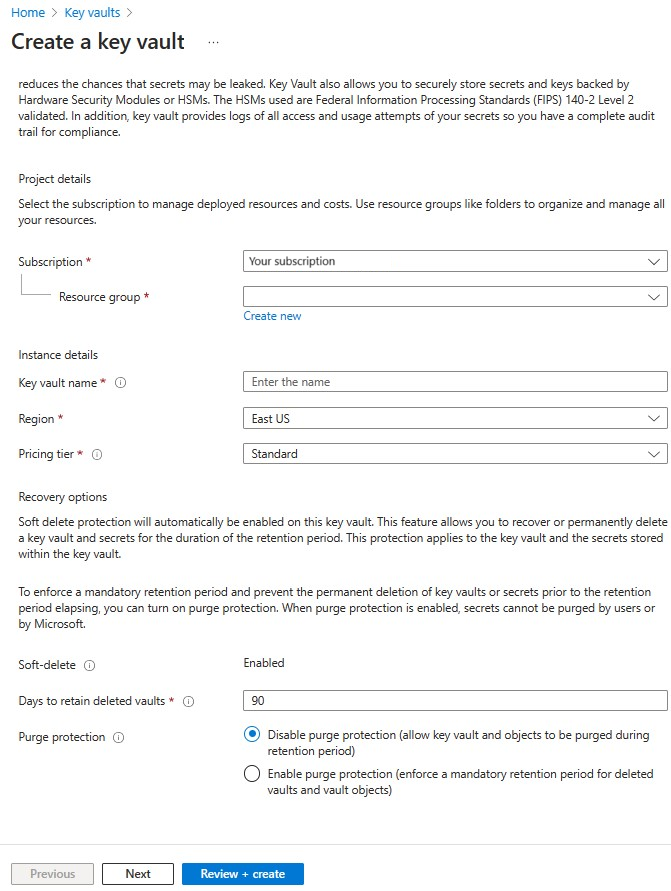 Home > Key vaults >
Create a key vault ...
reduces the chances that secrets may be leaked. Key Vault also allows you to securely store secrets and keys backed by
Hardware Security Modules or HSMs. The HSMs used are Federal Information Processing Standards (FIPS) 140-2 Level 2
validated. In addition, key vault provides logs of all access and usage attempts of your secrets so you have a complete audit
trail for compliance.
Project details
Select the subscription to manage deployed resources and costs. Use resource groups like folders to organize and manage all
your resources.
Subscription * Your subscription
Resource group *
Create new
Instance details
Key vault name * Enter the name
Region * East US
Pricing tier * Standard
Recovery options
Soft delete protection will automatically be enabled on this key vault. This feature allows you to recover or permanently delete
a key vault and secrets for the duration of the retention period. This protection applies to the key vault and the secrets stored
within the key vault.
To enforce a mandatory retention period and prevent the permanent deletion of key vaults or secrets prior to the retention
period elapsing, you can turn on purge protection. When purge protection is enabled, secrets cannot be purged by users or
by Microsoft.
Soft-delete Enabled
Days to retain deleted vaults * 90
Purge protection Disable purge protection (allow key vault and objects to be purged during
retention period)
Enable purge protection (enforce a mandatory retention period for deleted
vaults and vault objects)
Previous Next Review + create